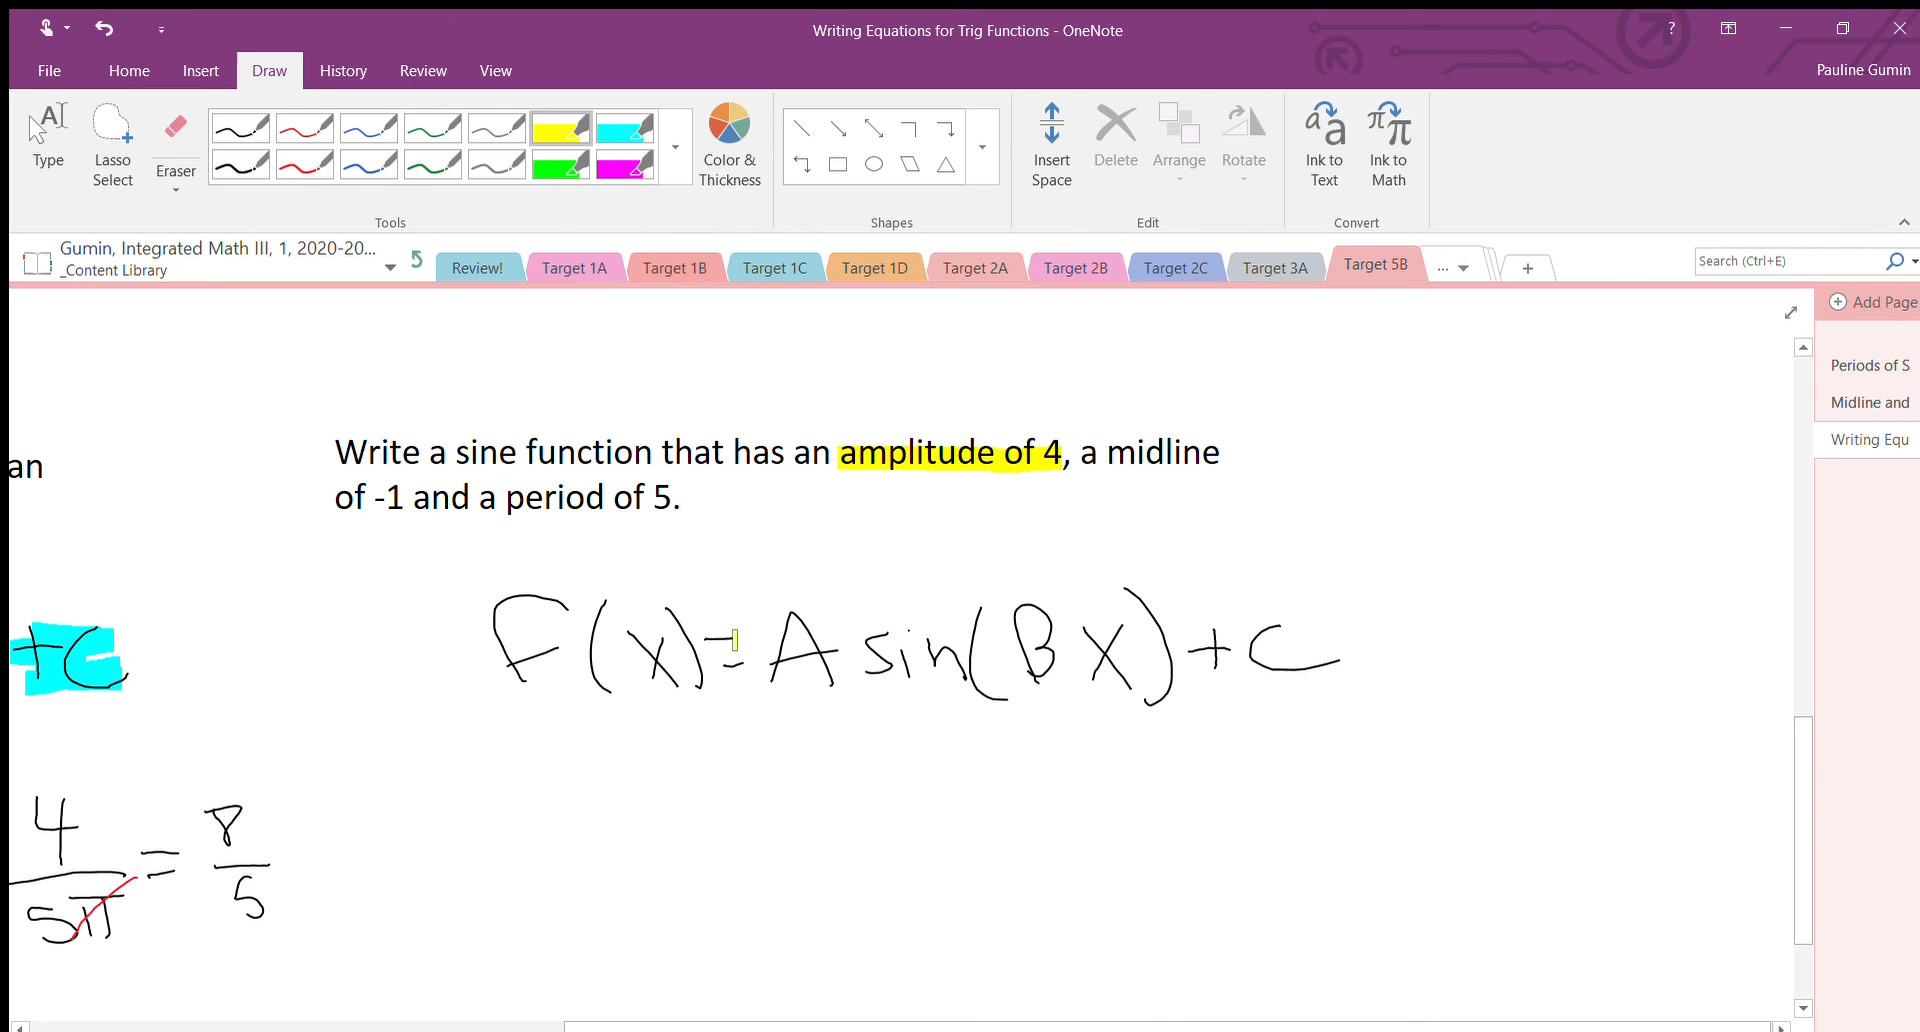 Writing Equations for Trig Functions - OneNote
?
File Home Insert Draw History Review View
Pauline Gumin
Type
Lasso Select
Eraser
Color & Thickness
Insert Space
Delete
Arrange
Rotate
Ink to Text
Ink to Math
Tools
Shapes
Edit
Convert
Gumin, Integrated Math III, 1, 2020-20...
_Content Library
Review! Target 1A Target 1B Target 1C Target 1D Target 2A Target 2B Target 2C Target 3A Target 5B ... +
Search (Ctrl+E)
Add Page
Periods of S
Midline and
Writing Equ
an
Write a sine function that has an amplitude of 4, a midline
of -1 and a period of 5.
+C
F(x)= A sin(Bx)+C
4/5π = 8/5